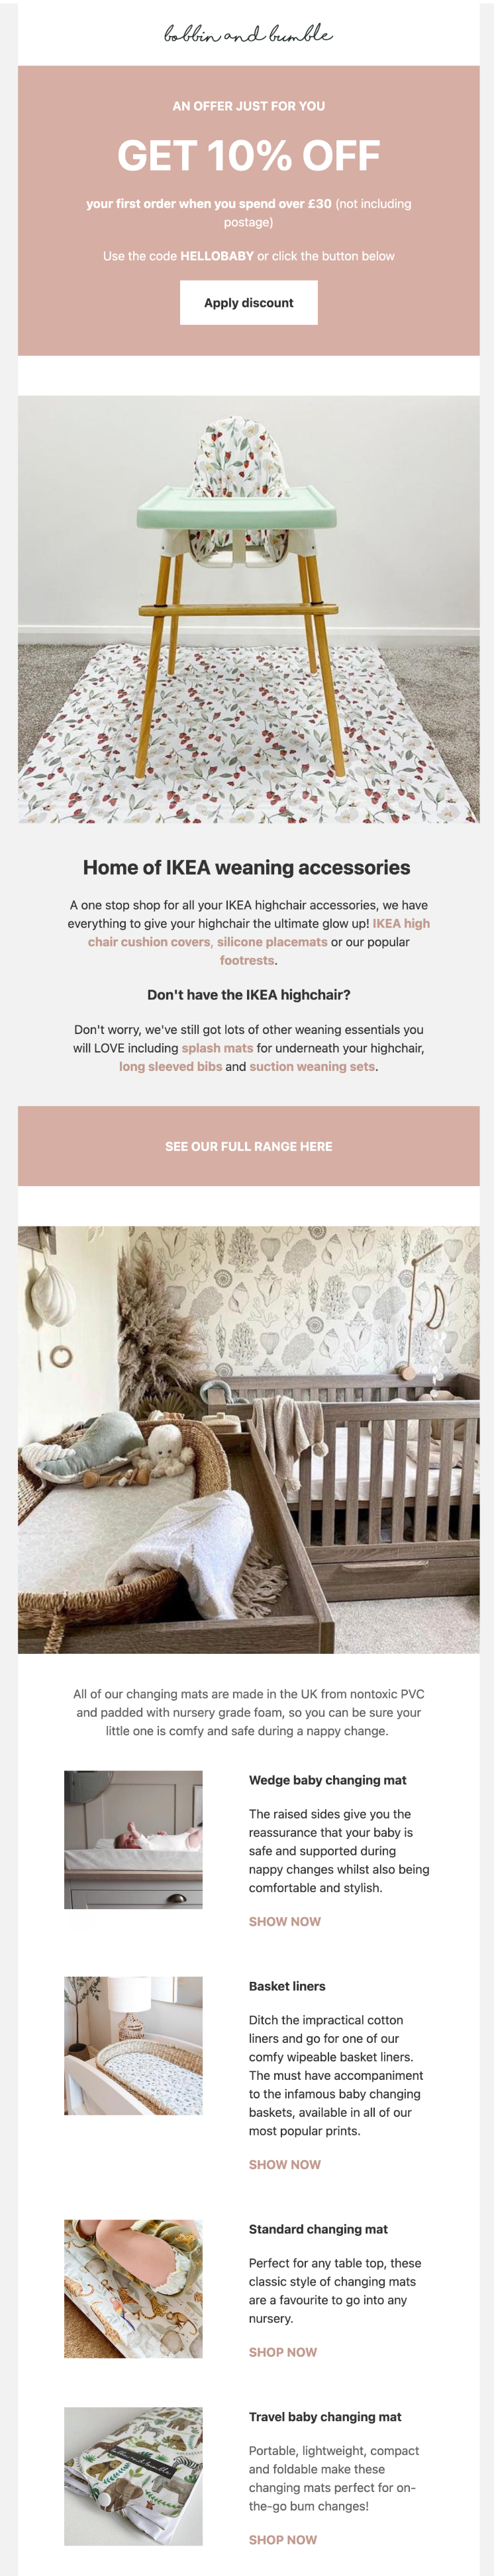 bobbin and bumble
AN OFFER JUST FOR YOU
GET 10% OFF
your first order when you spend over £30 (not including
postage)
Use the code HELLOBABY or click the button below
Apply discount
Home of IKEA weaning accessories
A one stop shop for all your IKEA highchair accessories, we have
everything to give your highchair the ultimate glow up! IKEA high
chair cushion covers, silicone placemats or our popular
footrests.
Don't have the IKEA highchair?
Don't worry, we've still got lots of other weaning essentials you
will LOVE including splash mats for underneath your highchair,
long sleeved bibs and suction weaning sets.
SEE OUR FULL RANGE HERE
All of our changing mats are made in the UK from nontoxic PVC
and padded with nursery grade foam, so you can be sure your
little one is comfy and safe during a nappy change.
Wedge baby changing mat
The raised sides give you the
reassurance that your baby is
safe and supported during
nappy changes whilst also being
comfortable and stylish.
SHOW NOW
Basket liners
Ditch the impractical cotton
liners and go for one of our
comfy wipeable basket liners.
The must have accompaniment
to the infamous baby changing
baskets, available in all of our
most popular prints.
SHOW NOW
Standard changing mat
Perfect for any table top, these
classic style of changing mats
are a favourite to go into any
nursery.
SHOP NOW
Travel baby changing mat
Portable, lightweight, compact
and foldable make these
changing mats perfect for on-
the-go bum changes!
SHOP NOW